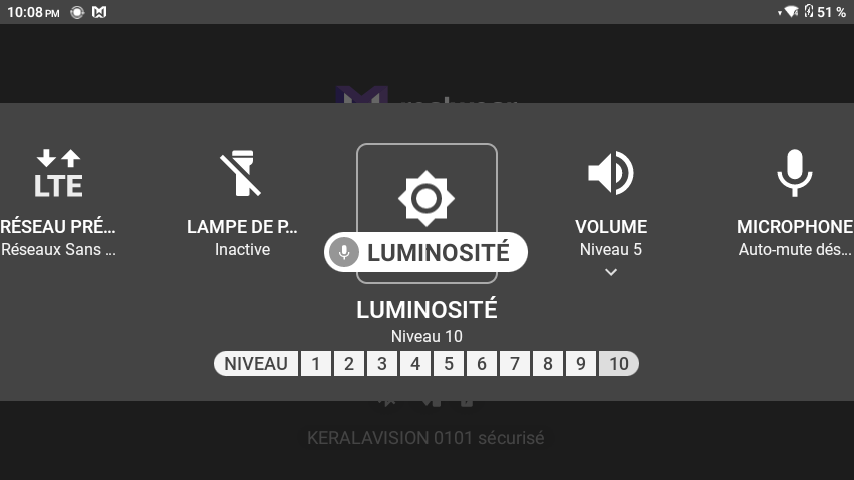 10:08 PM
51 %
LTE
RÉSEAU PRÉ...
Réseaux Sans ...
LAMPE DE P...
Inactive
LUMINOSITÉ
VOLUME
Niveau 5
MICROPHONE
Auto-mute dés...
LUMINOSITÉ
Niveau 10
NIVEAU 1 2 3 4 5 6 7 8 9 10
KERALAVISION 0101 sécurisé